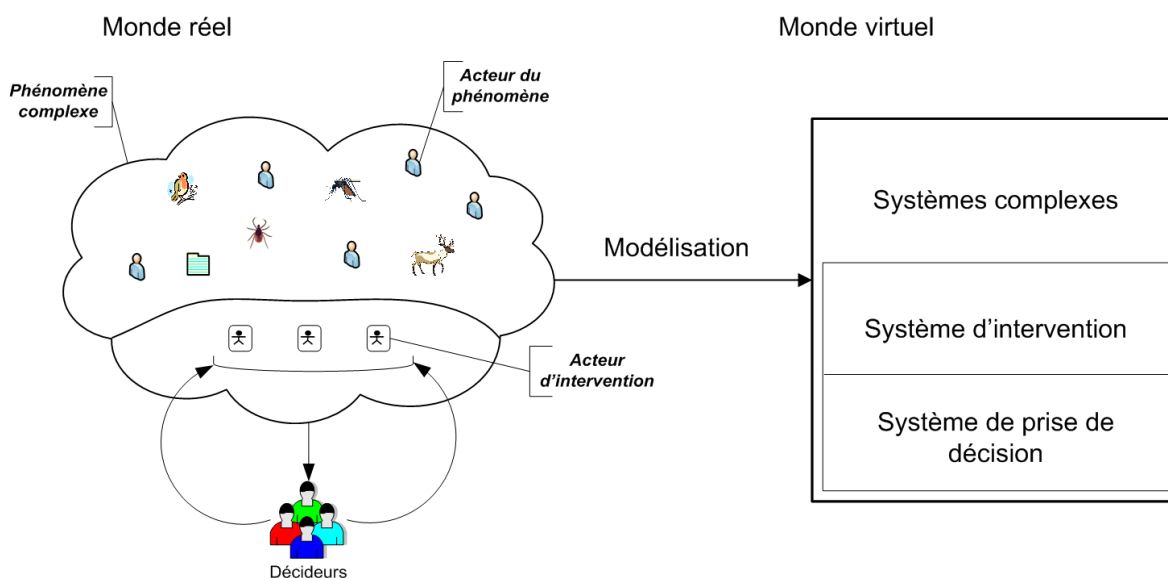 Monde réel
Monde virtuel
Phénomène
complexe
Acteur du
phénomène
Systèmes complexes
Modélisation
Système d'intervention
Acteur
d'intervention
Système de prise de
décision
Décideurs